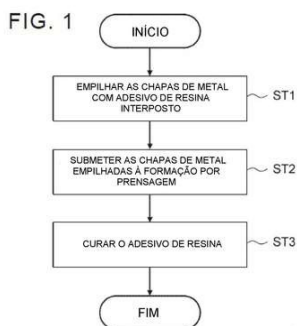 FIG. 1
INÍCIO
EMPILHAR AS CHAPAS DE METAL
COM ADESIVO DE RESINA
INTERPOSTO
ST1
SUBMETER AS CHAPAS DE METAL
EMPILHADAS À FORMAÇÃO POR
PRENSAGEM
ST2
CURAR O ADESIVO DE RESINA
ST3
FIM